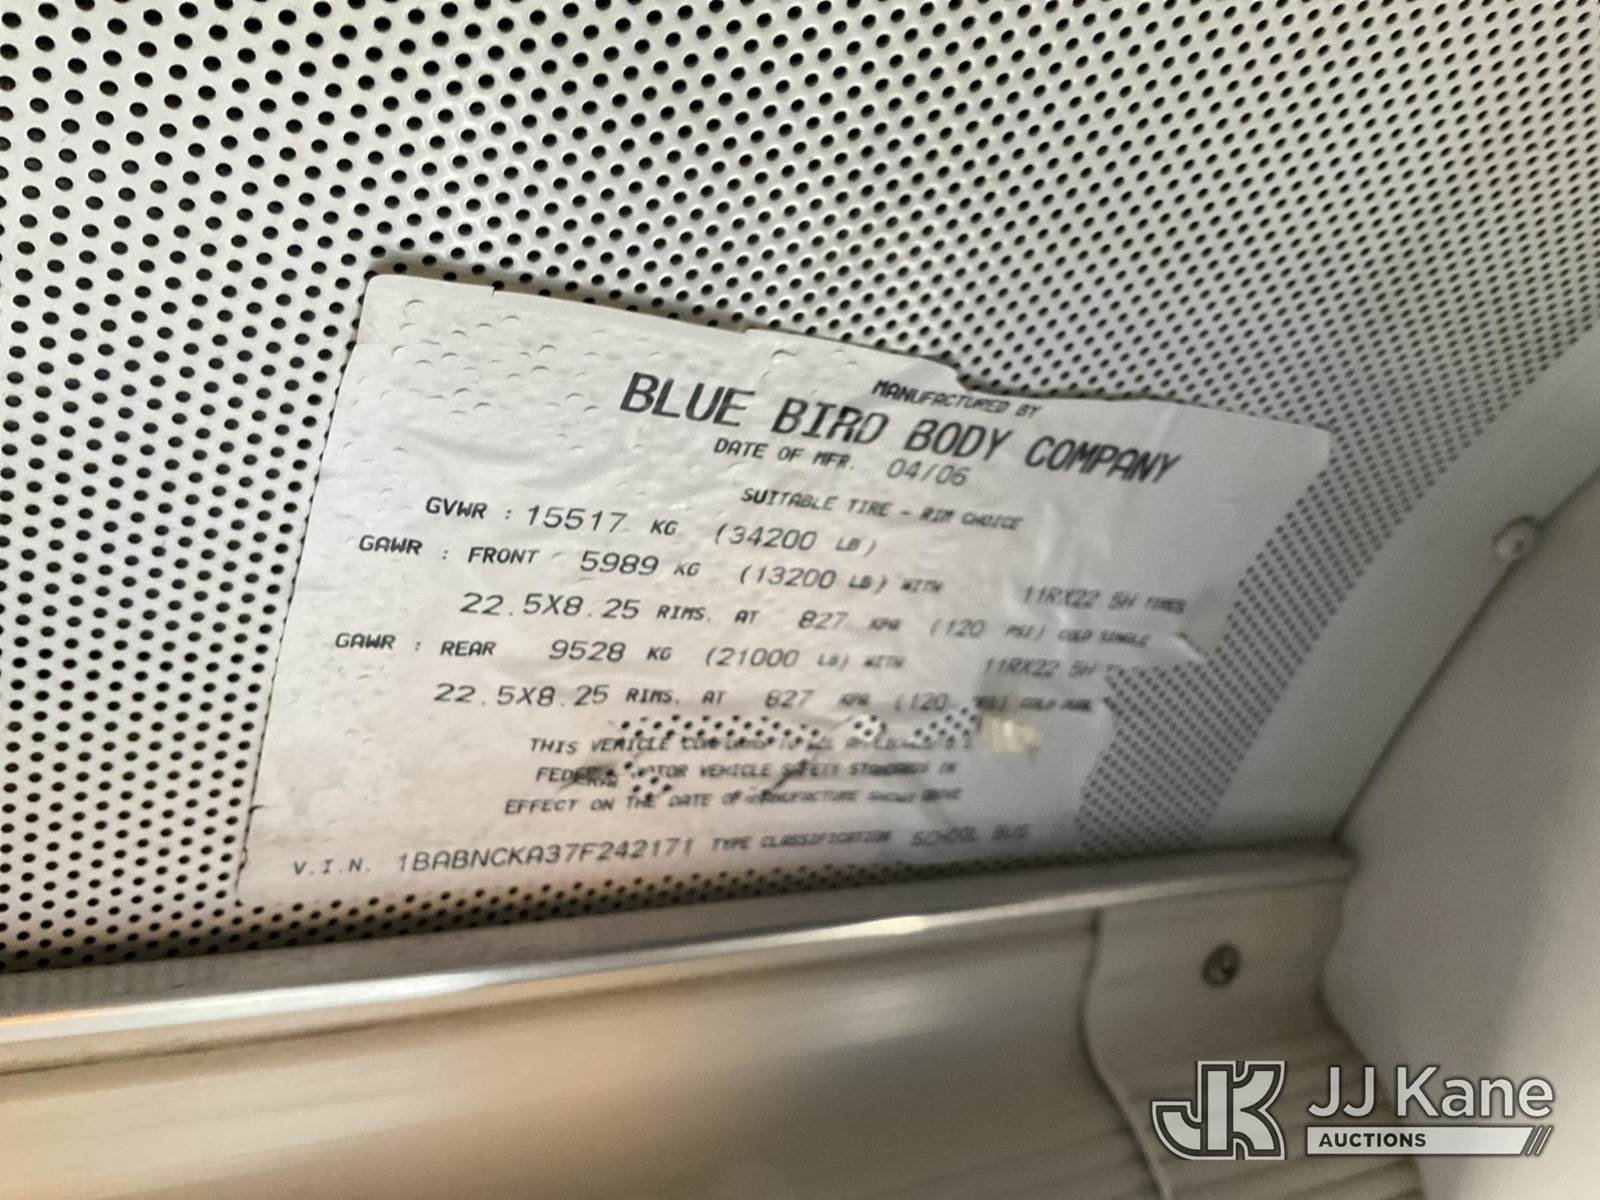 MANUFACTURED BY
BLUE BIRD BODY COMPANY
DATE OF MFR. 04/06
SUITABLE TIRE - RIM CHOICE
GVWR : 15517 KG (34200 LB)
GAWR : FRONT 5989 KG (13200 LB) WITH 11RX22.5H TIRES
22.5X8.25 RIMS. AT 827 KPA (120 PSI) COLD SINGLE
GAWR : REAR 9528 KG (21000 LB) WITH 11RX22.5H
22.5X8.25 RIMS. AT 827 KPA (120 PSI) COLD DUAL
THIS VEHICLE
FEDERAL MOTOR VEHICLE SAFETY STANDARDS IN
EFFECT ON THE DATE OF MANUFACTURE SHOWN ABOVE
V.I.N. 1BABNCKA37F242171 TYPE CLASSIFICATION SCHOOL BUS
JK JJ Kane
AUCTIONS